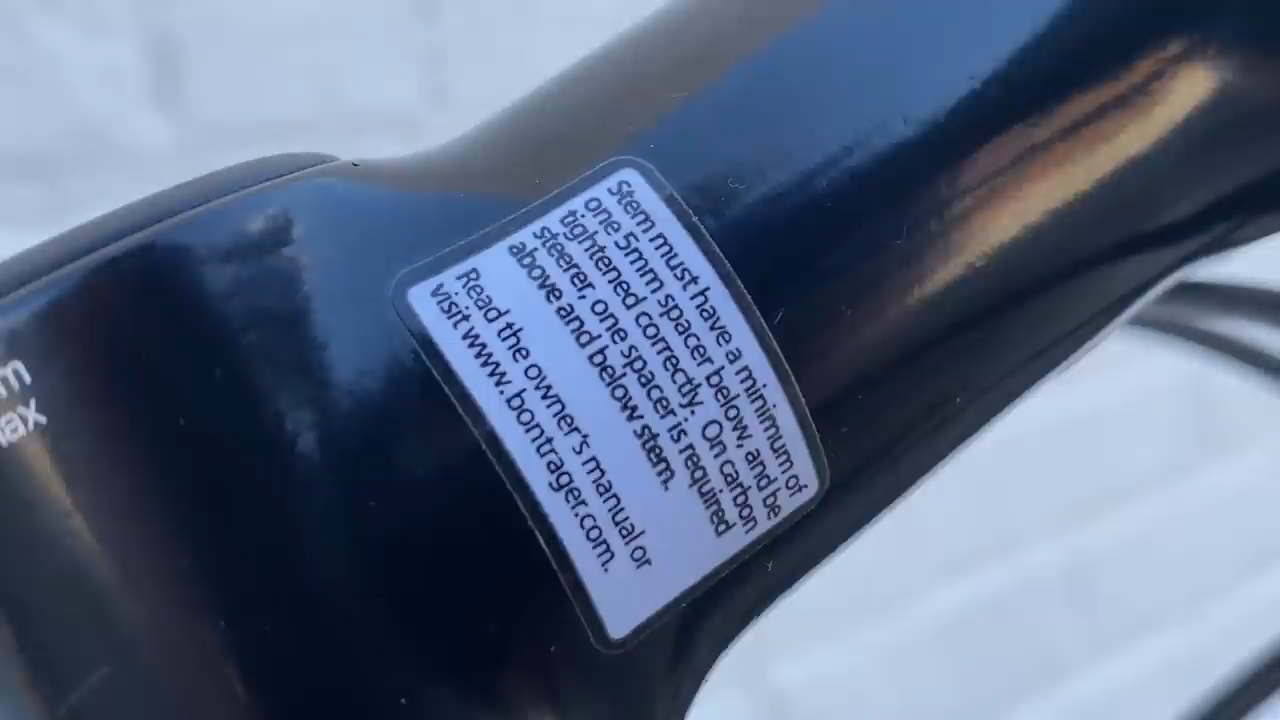 Stem must have a minimum of
one 5mm spacer below, and be
tightened correctly. On carbon
steerer, one spacer is required
above and below stem.
Read the owner's manual or
visit www.bontrager.com.